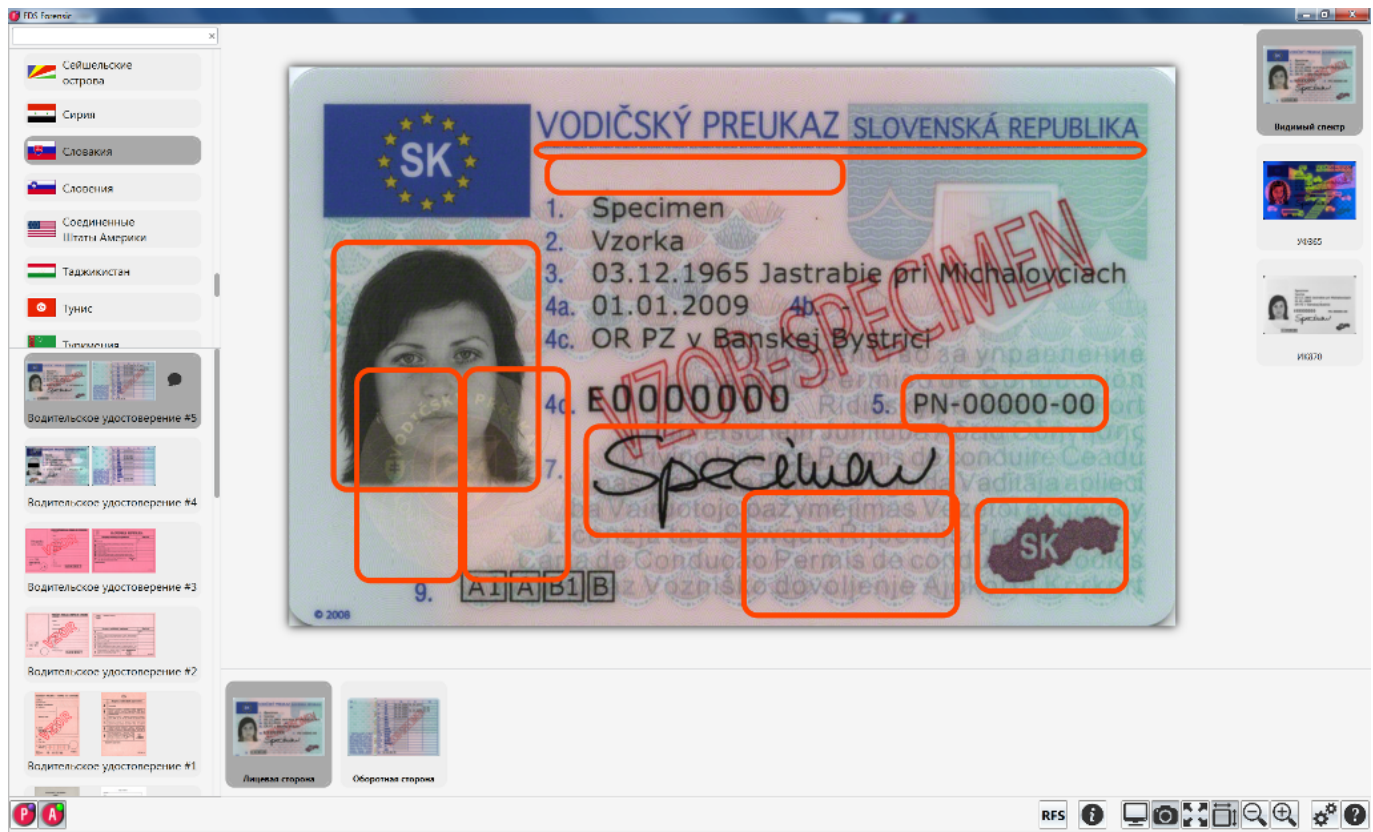 FDS Forensic
Сейшельские
острова
Сирия
Словакия
Словения
Соединенные
Штаты Америки
Таджикистан
Тунис
Туркмения
Водительское удостоверение #5
Водительское удостоверение #4
Водительское удостоверение #3
Водительское удостоверение #2
Водительское удостоверение #1
SK
VODIČSKÝ PREUKAZ SLOVENSKÁ REPUBLIKA
1. Specimen
2. Vzorka
3. 03.12.1965 Jastrabie pri Michalovciach
4a. 01.01.2009 4b. -
4c. OR PZ v Banskej Bystrici
4d. E0000000 5. PN-00000-00
VZOR-SPECIMEN
7. Specimen
SK
9. A1 A B1 B
© 2008
Видимый спектр
УФ365
ИК870
Лицевая сторона
Оборотная сторона
RFS